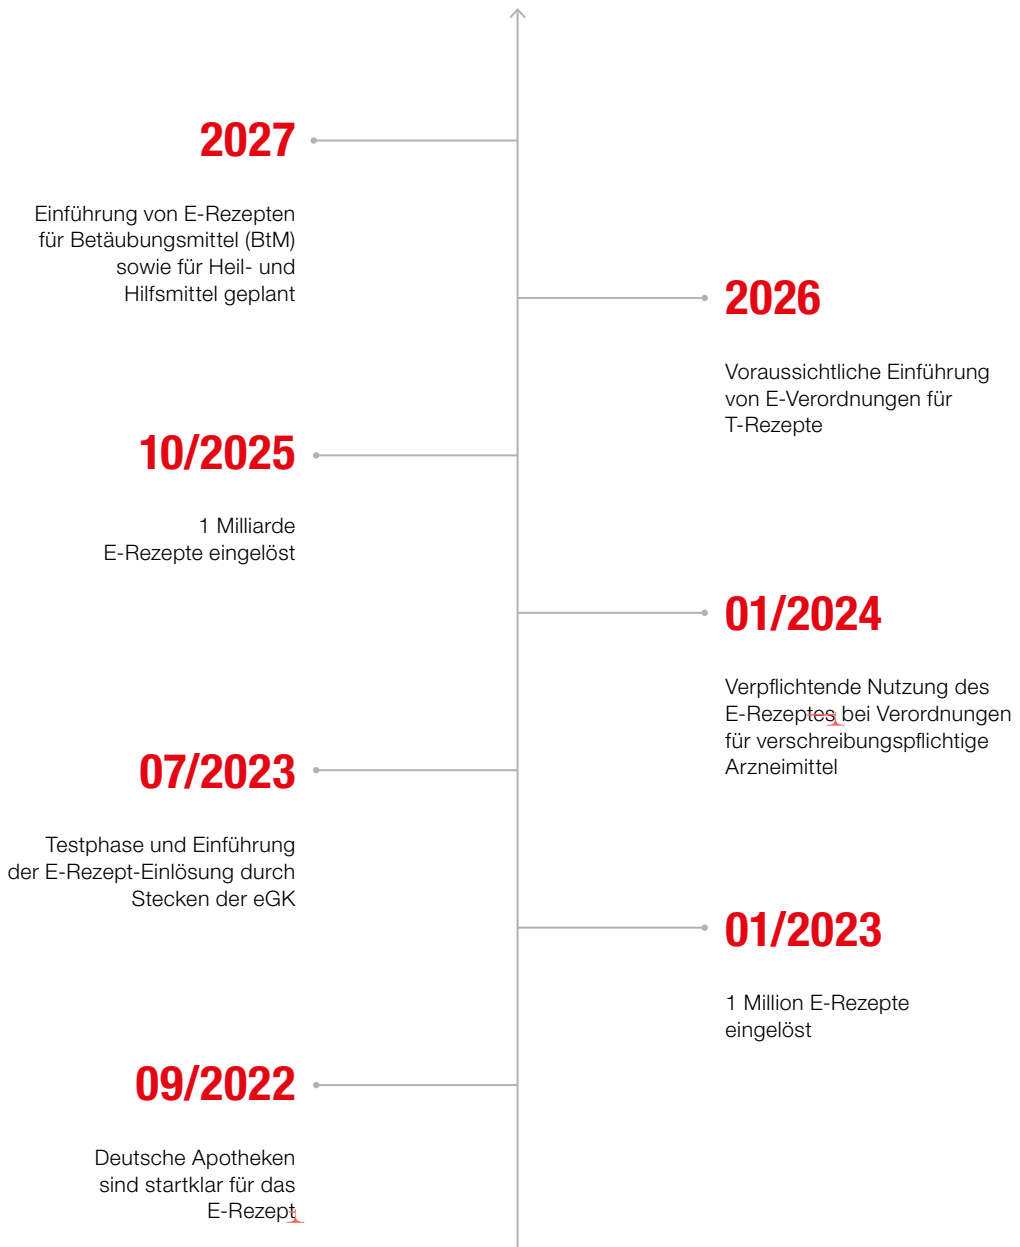 2027
Einführung von E-Rezepten
für Betäubungsmittel (BtM)
sowie für Heil- und
Hilfsmittel geplant
2026
Voraussichtliche Einführung
von E-Verordnungen für
T-Rezepte
10/2025
1 Milliarde
E-Rezepte eingelöst
01/2024
Verpflichtende Nutzung des
E-Rezeptes bei Verordnungen
für verschreibungspflichtige
Arzneimittel
07/2023
Testphase und Einführung
der E-Rezept-Einlösung durch
Stecken der eGK
01/2023
1 Million E-Rezepte
eingelöst
09/2022
Deutsche Apotheken
sind startklar für das
E-Rezept